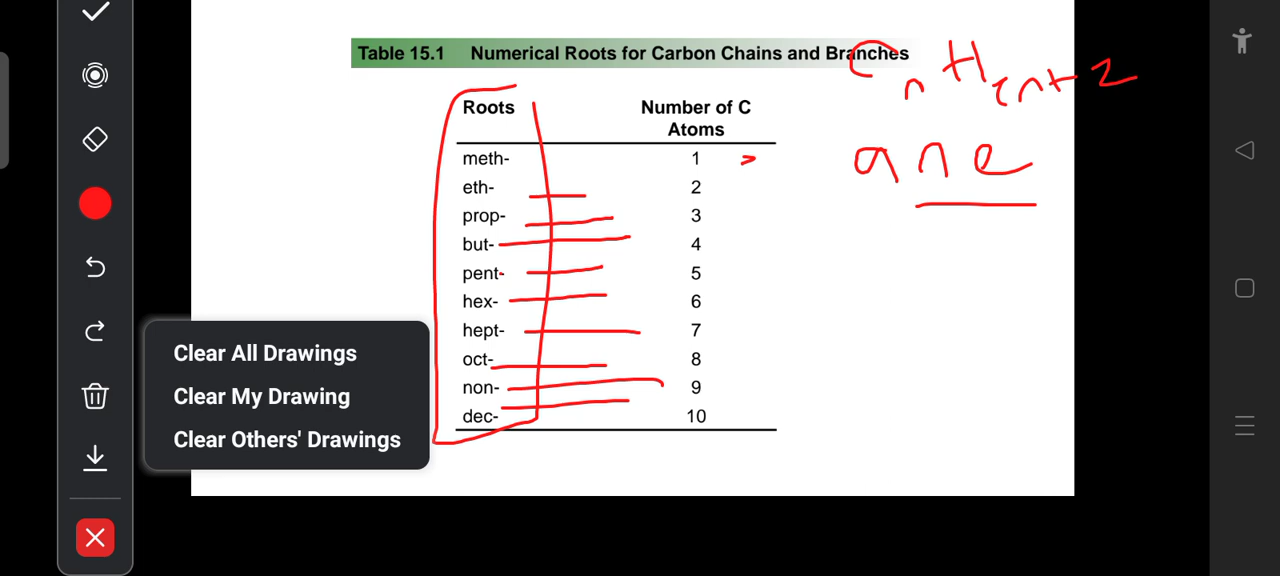 Table 15.1 Numerical Roots for Carbon Chains and Branches
CnH2n+2
ane
Roots Number of C
Atoms
meth- 1
eth- 2
prop- 3
but- 4
pent- 5
hex- 6
hept- 7
oct- 8
non- 9
dec- 10
Clear All Drawings
Clear My Drawing
Clear Others' Drawings